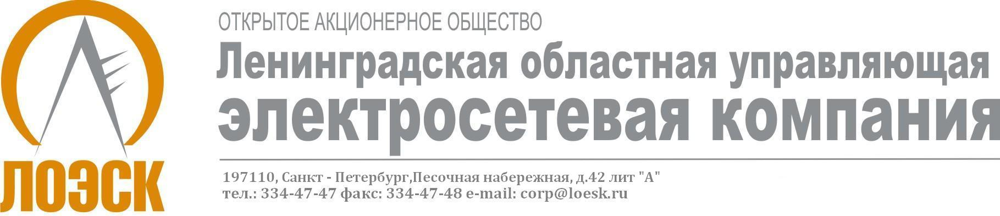 ОТКРЫТОЕ АКЦИОНЕРНОЕ ОБЩЕСТВО
Ленинградская областная управляющая
электросетевая компания
ЛОЭСК
197110, Санкт - Петербург,Песочная набережная, д.42 лит "А"
тел.: 334-47-47 факс: 334-47-48 e-mail: corp@loesk.ru